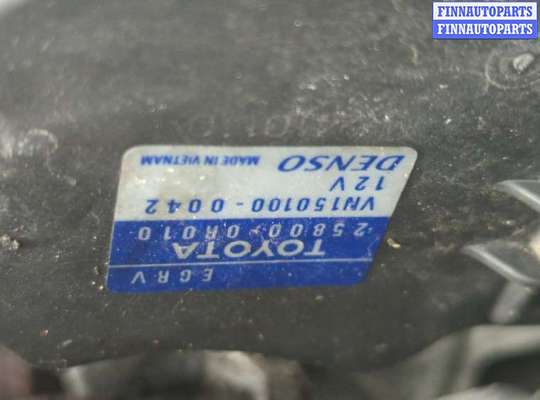 FINNAUTOPARTS
FINNAUTOPARTS
EGRV
TOYOTA
25800-0R010
VN150100-0042
12V
DENSO MADE IN VIETNAM